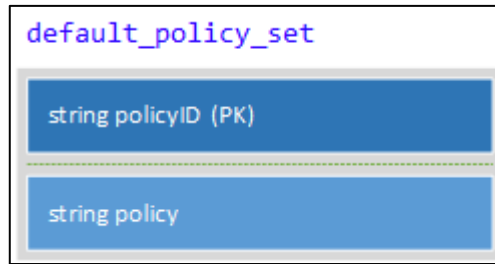 default_policy_set
string policyID (PK)
string policy